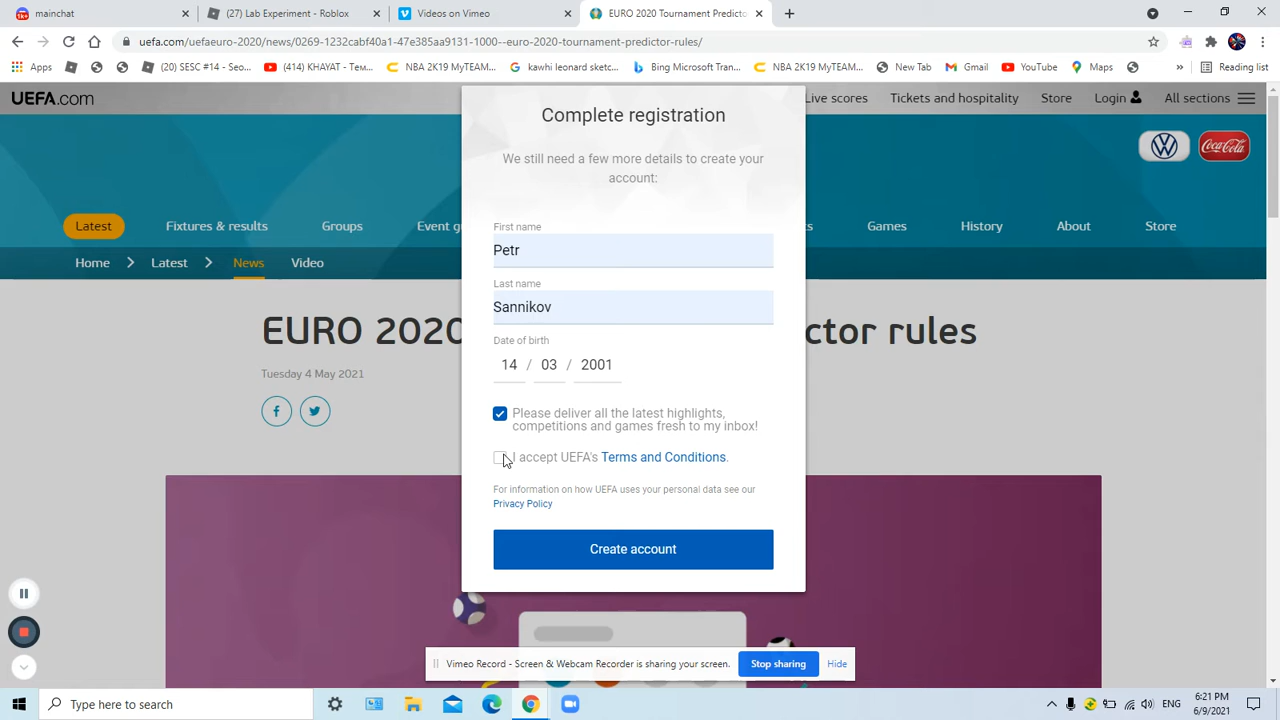 mainchat
(27) Lab Experiment - Roblox
Videos on Vimeo
EURO 2020 Tournament Predicto
uefa.com/uefaeuro-2020/news/0269-1232cabf40a1-47e385aa9131-1000--euro-2020-tournament-predictor-rules/
Apps
(20) SESC #14 - Seo...
(414) KHAYAT - Tem...
NBA 2K19 MyTEAM...
kawhi leonard sketc...
Bing Microsoft Tran...
NBA 2K19 MyTEAM...
New Tab
Gmail
YouTube
Maps
»
Reading list
UEFA.com
Live scores
Tickets and hospitality
Store
Login
All sections
Coca-Cola
Latest
Fixtures & results
Groups
Event g
ts
Games
History
About
Store
Home
Latest
News
Video
EURO 2020
ctor rules
Tuesday 4 May 2021
Complete registration
We still need a few more details to create your
account:
First name
Petr
Last name
Sannikov
Date of birth
14 / 03 / 2001
Please deliver all the latest highlights,
competitions and games fresh to my inbox!
I accept UEFA's Terms and Conditions.
For information on how UEFA uses your personal data see our
Privacy Policy
Create account
Vimeo Record - Screen & Webcam Recorder is sharing your screen.
Stop sharing
Hide
Type here to search
ENG
6:21 PM
6/9/2021